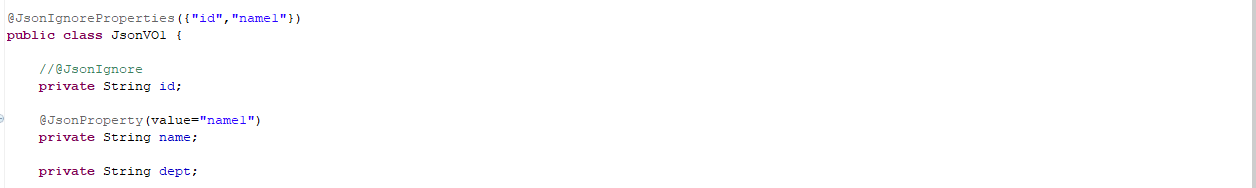 @JsonIgnoreProperties({"id","name1"})
public class JsonVO1 {
//@JsonIgnore
private String id;
@JsonProperty(value="name1")
private String name;
private String dept;